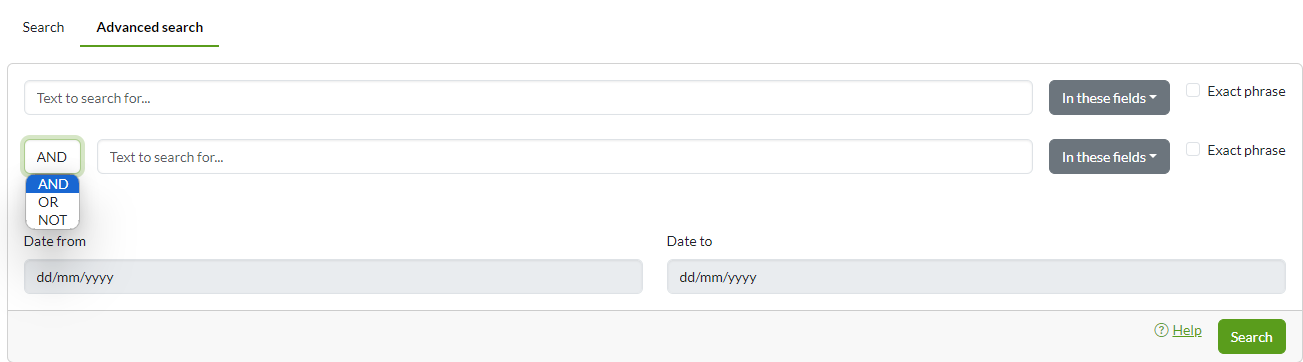 Search Advanced search
Text to search for... In these fields Exact phrase
AND Text to search for... In these fields Exact phrase
AND
OR
NOT
Date from Date to
dd/mm/yyyy dd/mm/yyyy
? Help Search